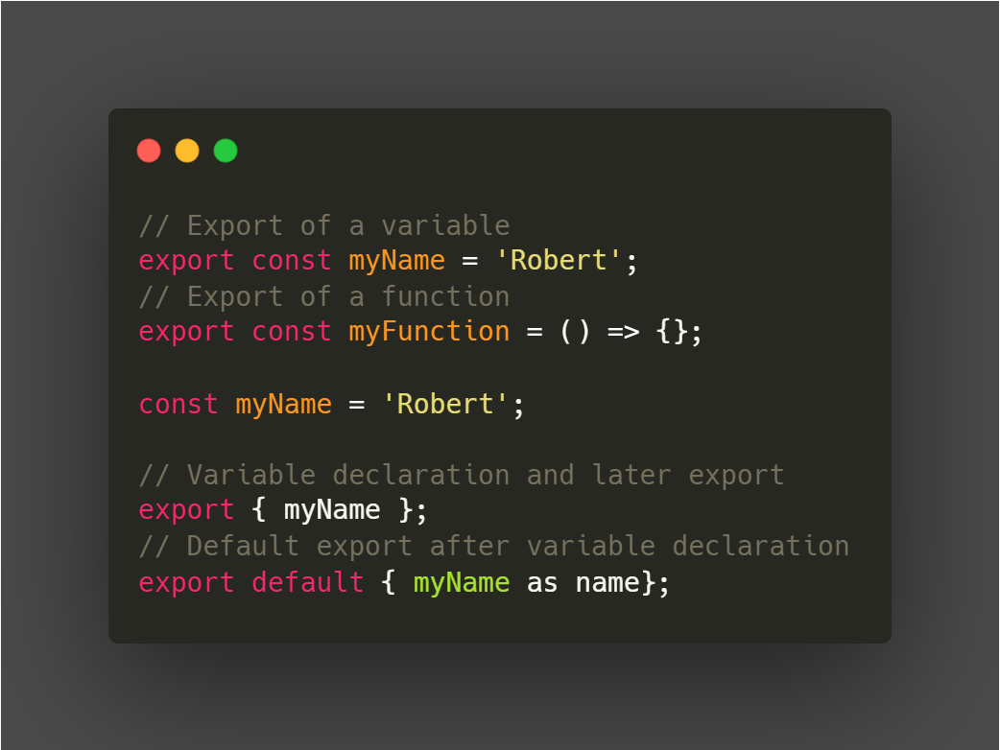 // Export of a variable
export const myName = 'Robert';
// Export of a function
export const myFunction = () => {};
const myName = 'Robert';
// Variable declaration and later export
export { myName };
// Default export after variable declaration
export default { myName as name};